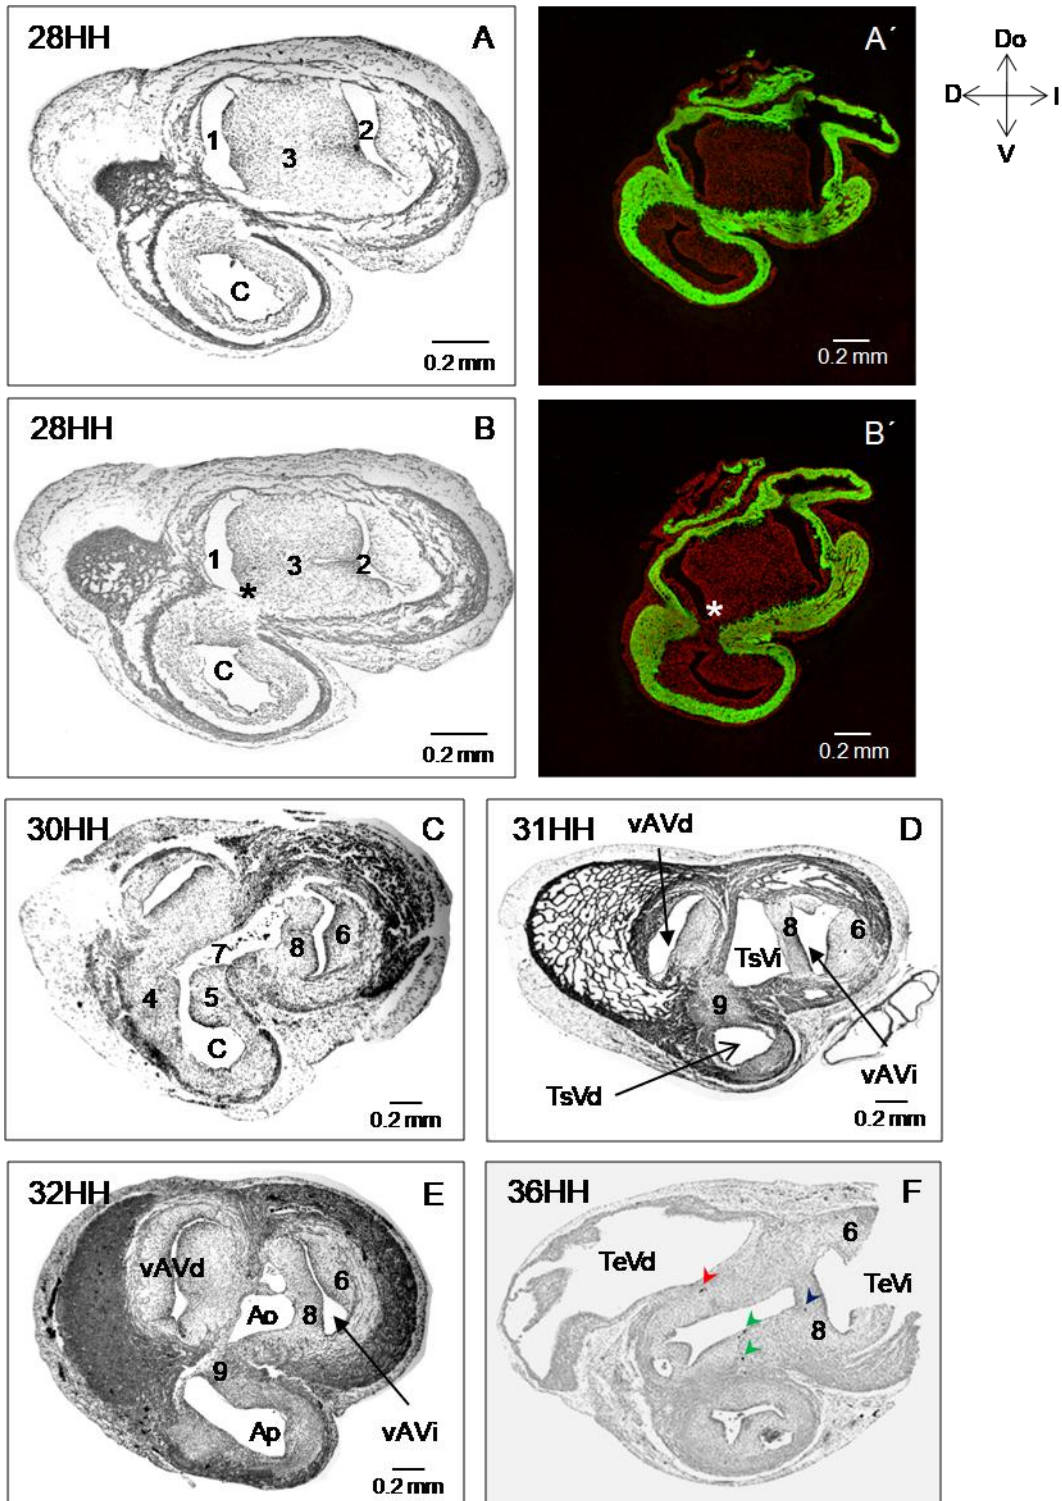 28HH A
1 3 2
C
0.2 mm
A´
0.2 mm
Do
D I
V
28HH B
1 3 2
*
C
0.2 mm
B´
*
0.2 mm
30HH C
7 8 6
4 5
C
0.2 mm
31HH vAVd D
8 6
TsVi
9
TsVd vAVi
0.2 mm
32HH E
vAVd 6
Ao 8
9
Ap vAVi
0.2 mm
36HH F
6
TeVd TeVi
8